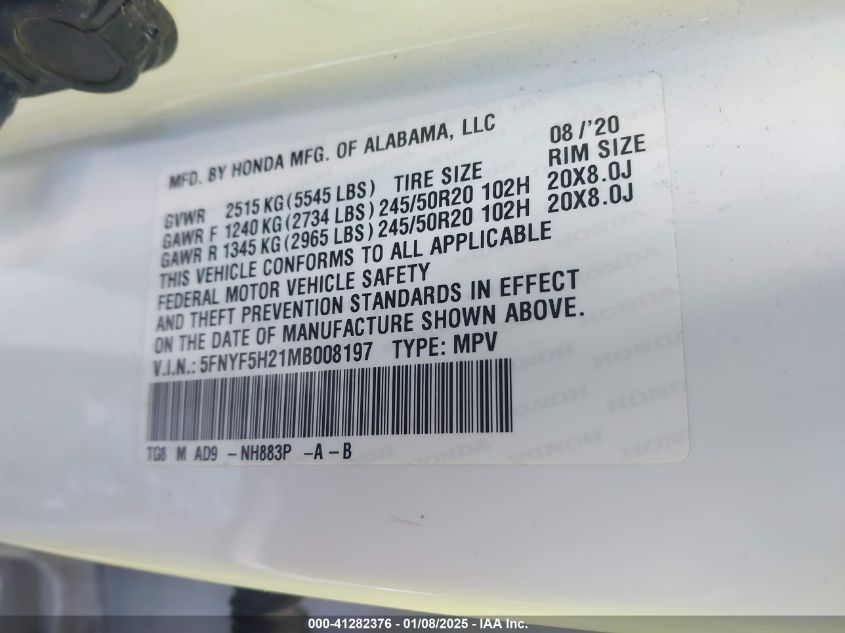 MFD. BY HONDA MFG. OF ALABAMA, LLC 08/'20
GVWR 2515 KG (5545 LBS) TIRE SIZE RIM SIZE
GAWR F 1240 KG (2734 LBS) 245/50R20 102H 20X8.0J
GAWR R 1345 KG (2965 LBS) 245/50R20 102H 20X8.0J
THIS VEHICLE CONFORMS TO ALL APPLICABLE
FEDERAL MOTOR VEHICLE SAFETY
AND THEFT PREVENTION STANDARDS IN EFFECT
ON THE DATE OF MANUFACTURE SHOWN ABOVE.
V.I.N.: 5FNYF5H21MB008197 TYPE: MPV
TG8 M AD9 -NH883P -A-B
000-41282376 - 01/08/2025 - IAA Inc.